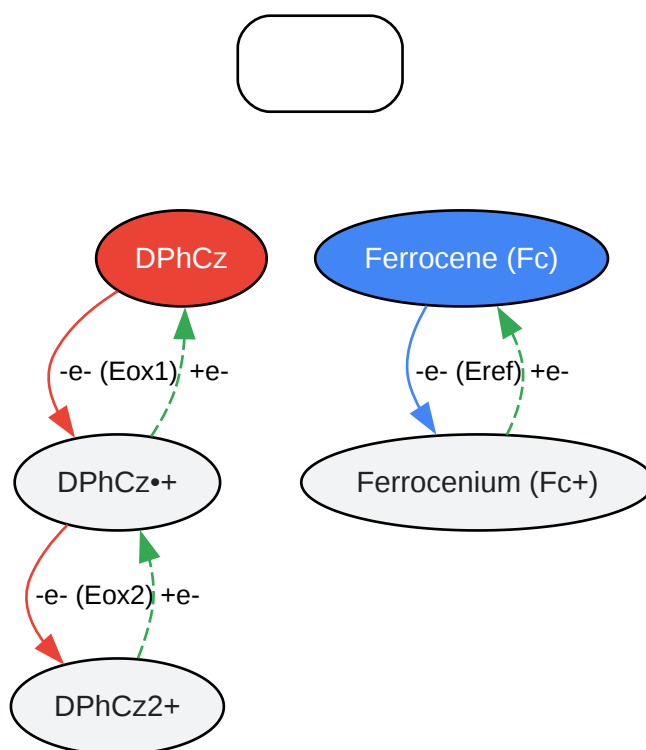 DPhCz
Ferrocene (Fc)
-e- (Eox1)
+e-
-e- (Eref)
+e-
DPhCz•+
Ferrocenium (Fc+)
-e- (Eox2)
+e-
DPhCz2+